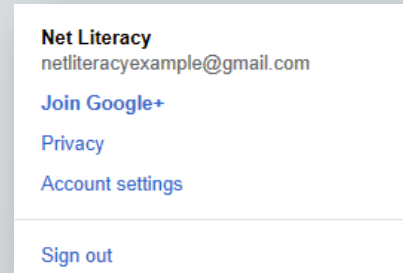 Net Literacy
netliteracyexample@gmail.com
Join Google+
Privacy
Account settings
Sign out